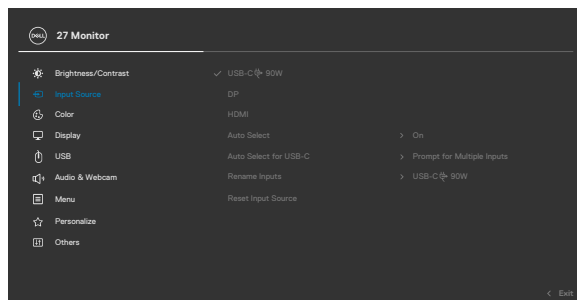 DELL 27 Monitor
Brightness/Contrast USB-C 90W
Input Source DP
Color HDMI
Display Auto Select > On
USB Auto Select for USB-C > Prompt for Multiple Inputs
Audio & Webcam Rename Inputs > USB-C 90W
Menu Reset Input Source
Personalize
Others
< Exit